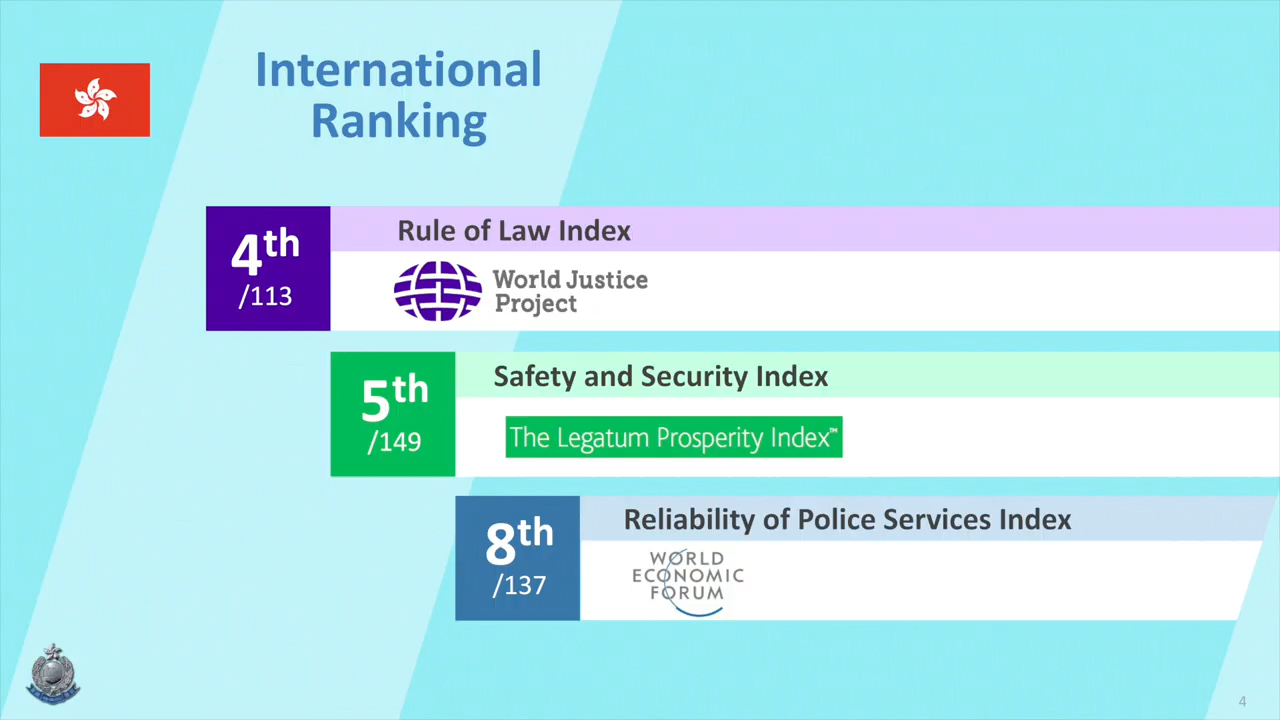 International
Ranking
4th
/113
Rule of Law Index
World Justice
Project
5th
/149
Safety and Security Index
The Legatum Prosperity Index™
8th
/137
Reliability of Police Services Index
WORLD
ECONOMIC
FORUM
4